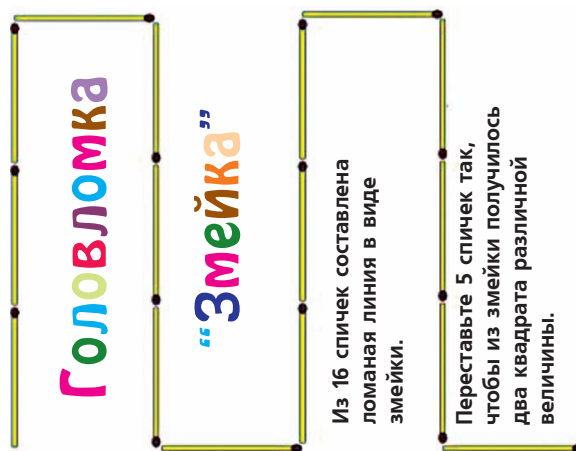 Головломка
“Змейка”
Из 16 спичек составлена
ломаная линия в виде
змейки.
Переставьте 5 спичек так,
чтобы из змейки получилось
два квадрата различной
величины.